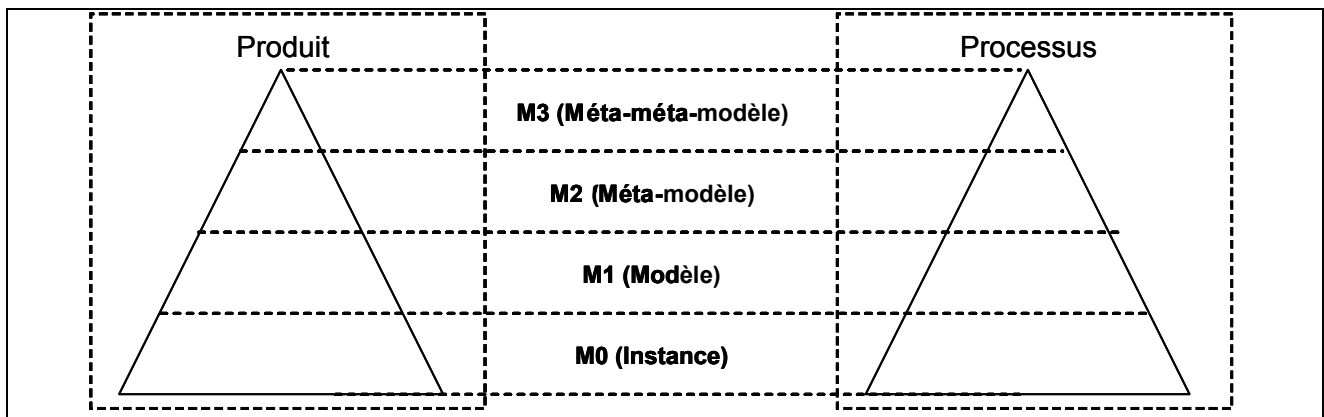 Produit
Processus
M3 (Méta-méta-modèle)
M2 (Méta-modèle)
M1 (Modèle)
M0 (Instance)